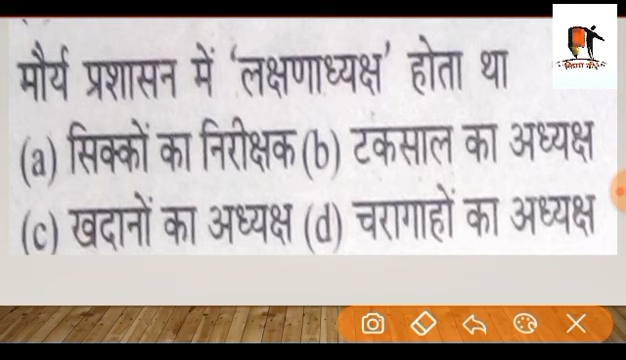 मौर्य प्रशासन में 'लक्षणाध्यक्ष' होता था
(a) सिक्कों का निरीक्षक (b) टकसाल का अध्यक्ष
(c) खदानों का अध्यक्ष (d) चरागाहों का अध्यक्ष